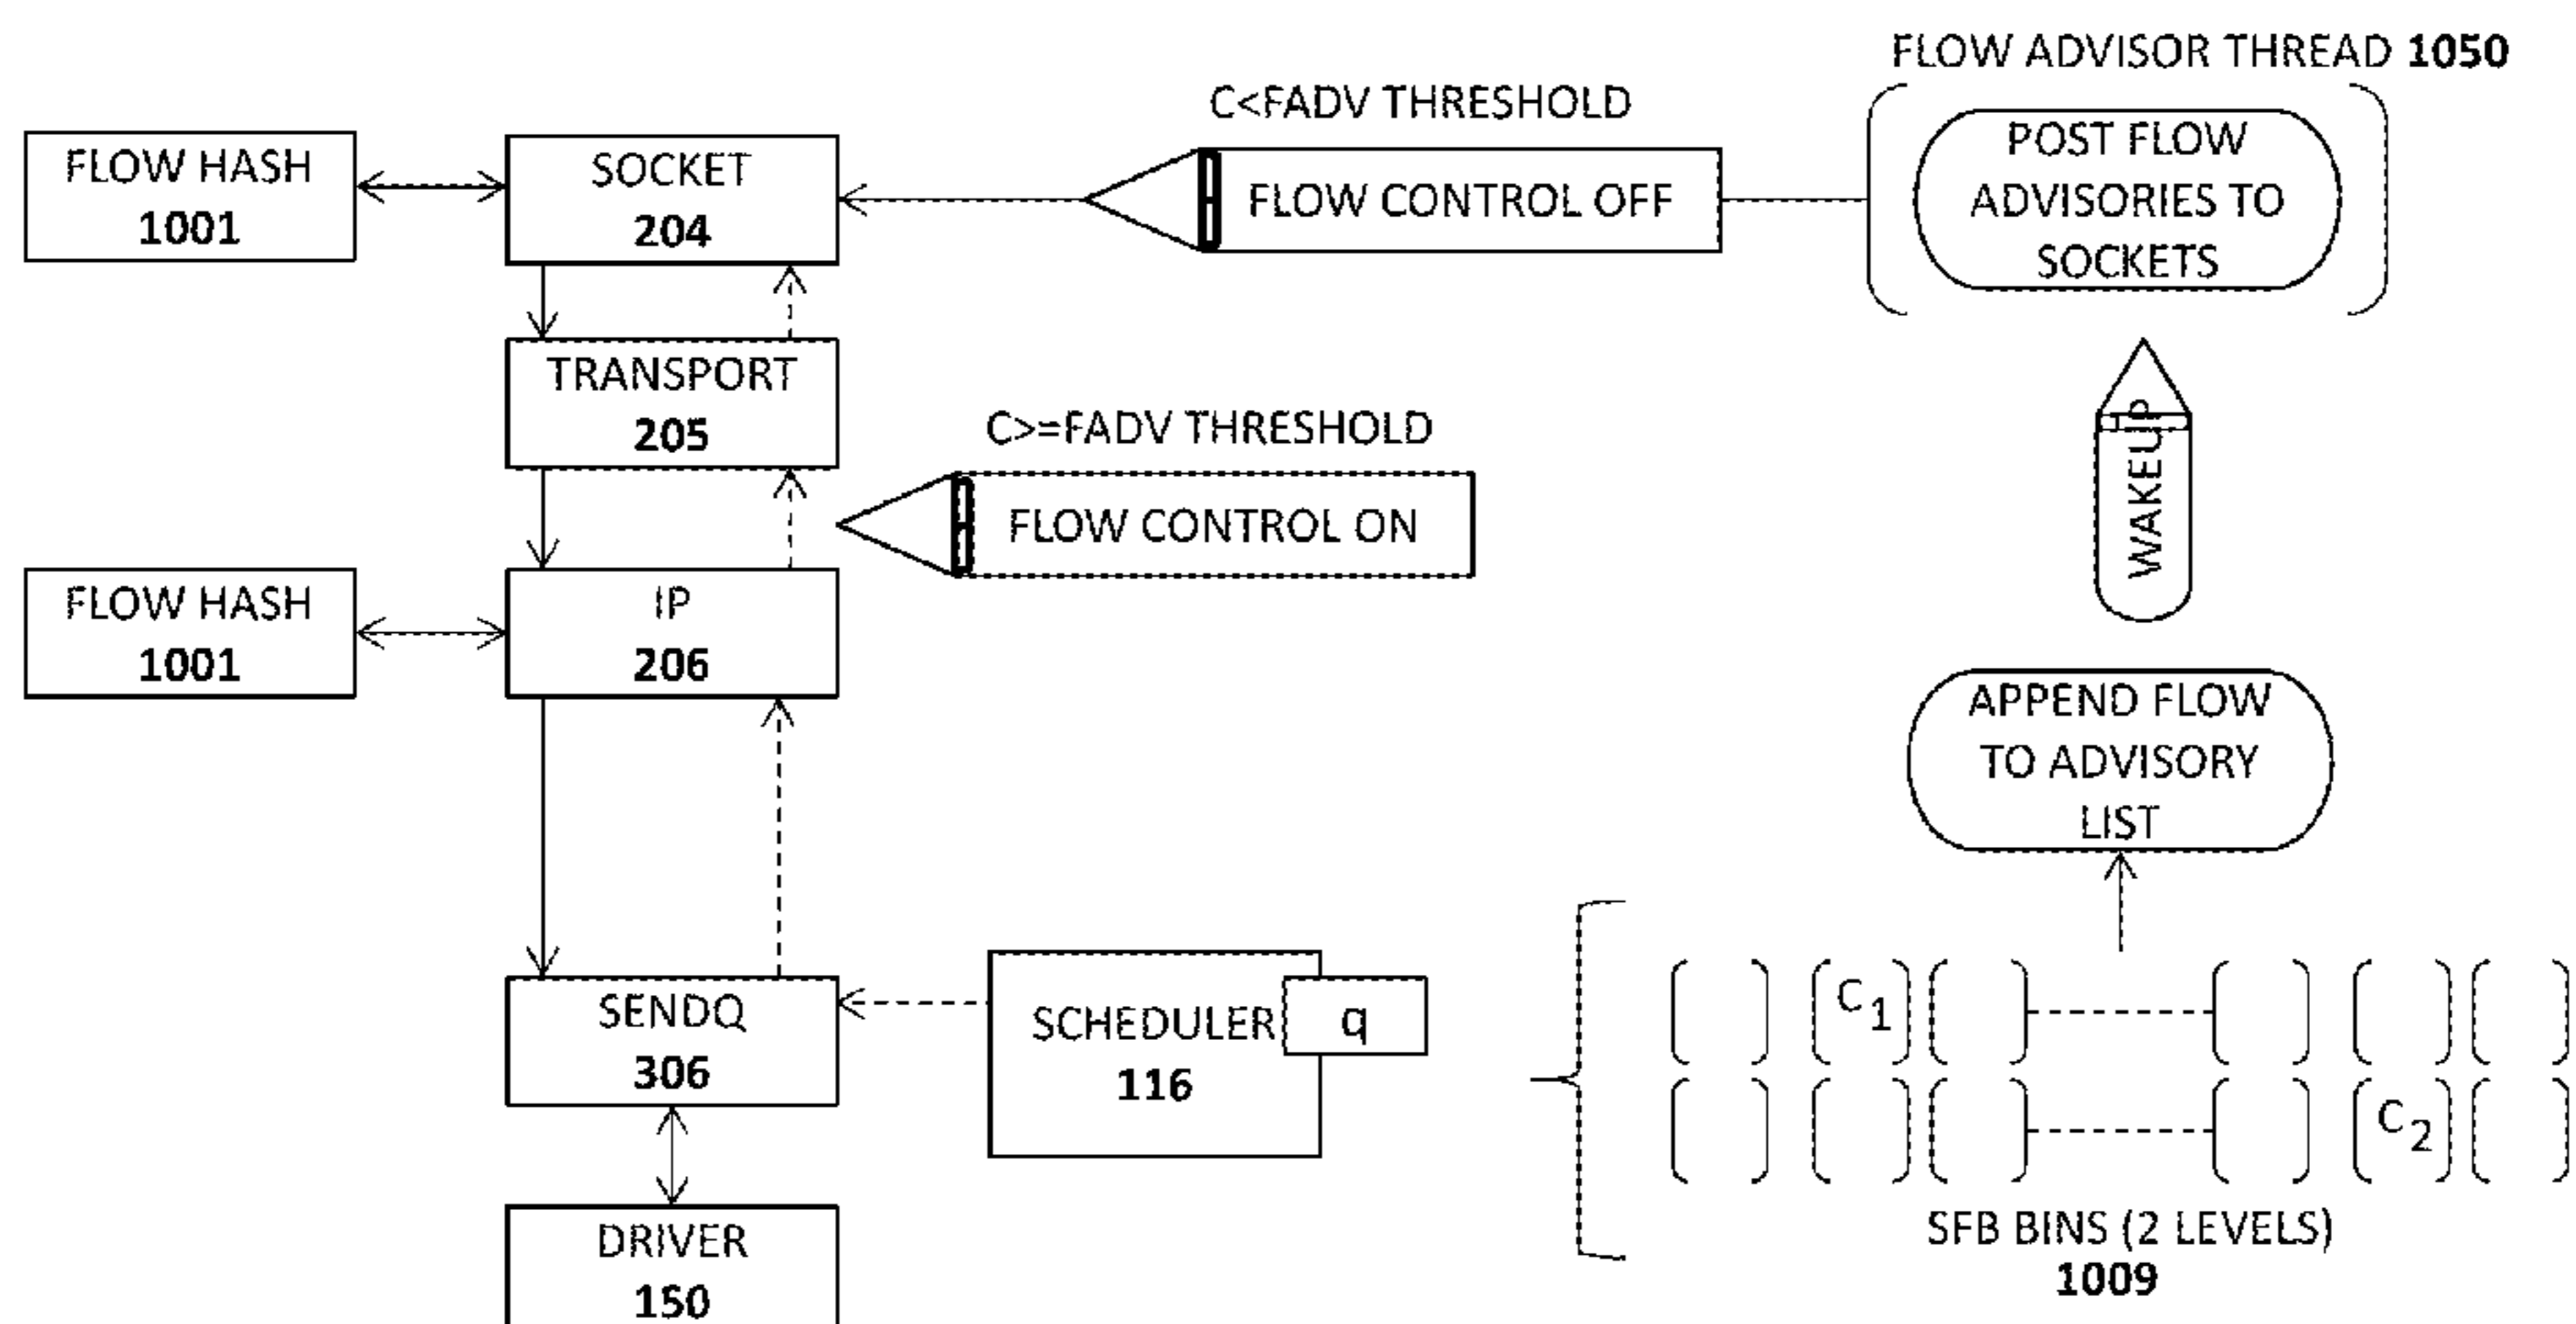 FLOW ADVISOR THREAD 1050
C<FADV THRESHOLD
FLOW HASH
1001
SOCKET
204
FLOW CONTROL OFF
POST FLOW
ADVISORIES TO
SOCKETS
TRANSPORT
205
C>=FADV THRESHOLD
FLOW CONTROL ON
WAKEUP
FLOW HASH
1001
IP
206
APPEND FLOW
TO ADVISORY
LIST
SENDQ
306
SCHEDULER
116
q
C1
C2
SFB BINS (2 LEVELS)
1009
DRIVER
150